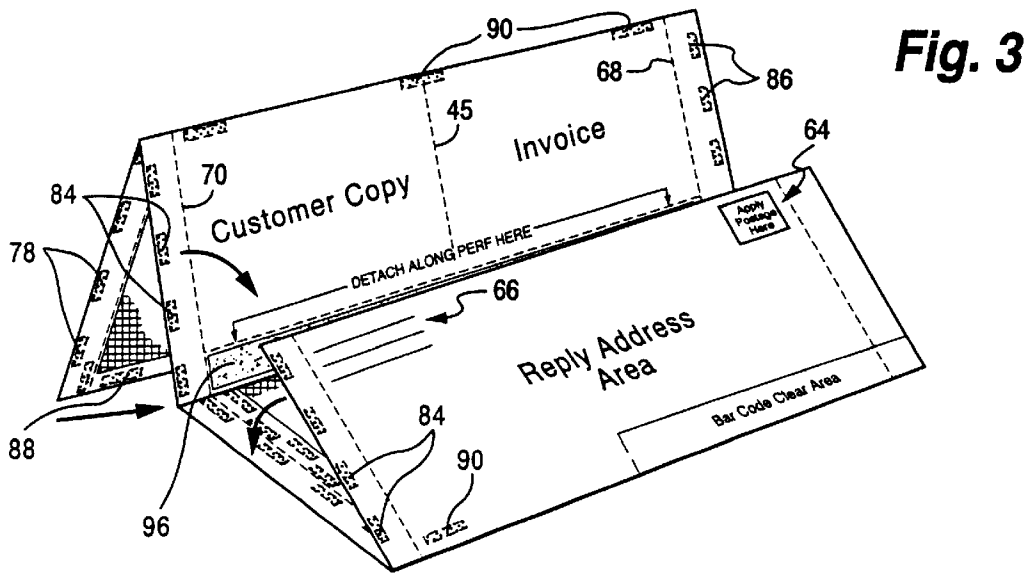 Fig. 3
90
68
86
45
Invoice
64
70
84
Customer Copy
Apply
Postage
Here
78
DETACH ALONG PERF HERE
66
Reply Address
Area
88
Bar Code Clear Area
84
90
96